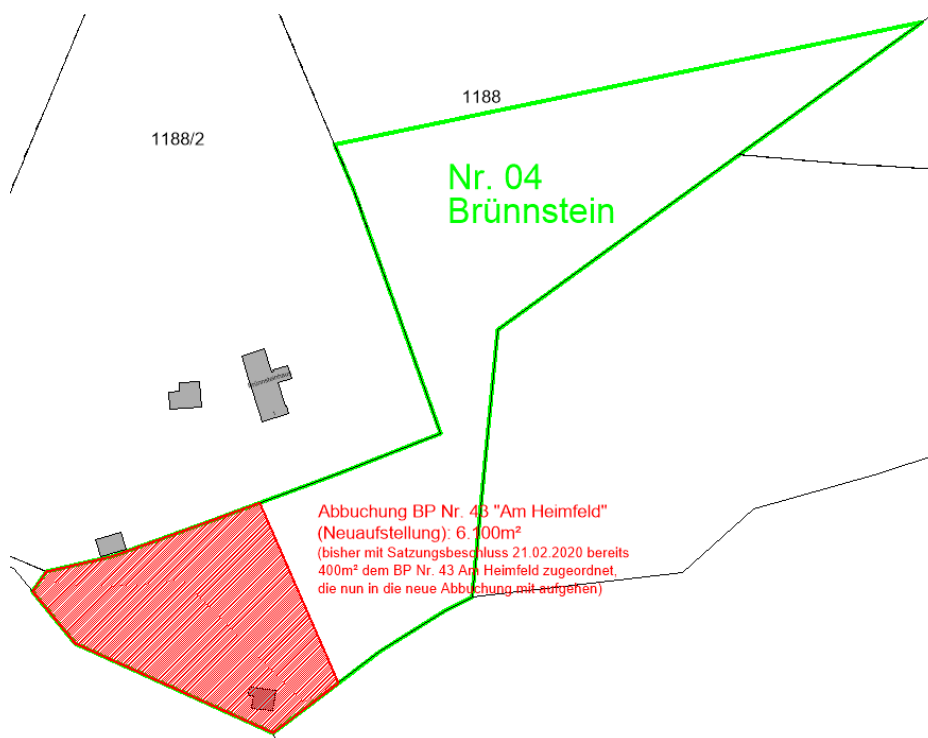 1188
1188/2
Nr. 04
Brünnstein
Brünnsteinhaus
1
Abbuchung BP Nr. 43 "Am Heimfeld"
(Neuaufstellung): 6.100m²
(bisher mit Satzungsbeschluss 21.02.2020 bereits
400m² dem BP Nr. 43 Am Heimfeld zugeordnet,
die nun in die neue Abbuchung mit aufgehen)